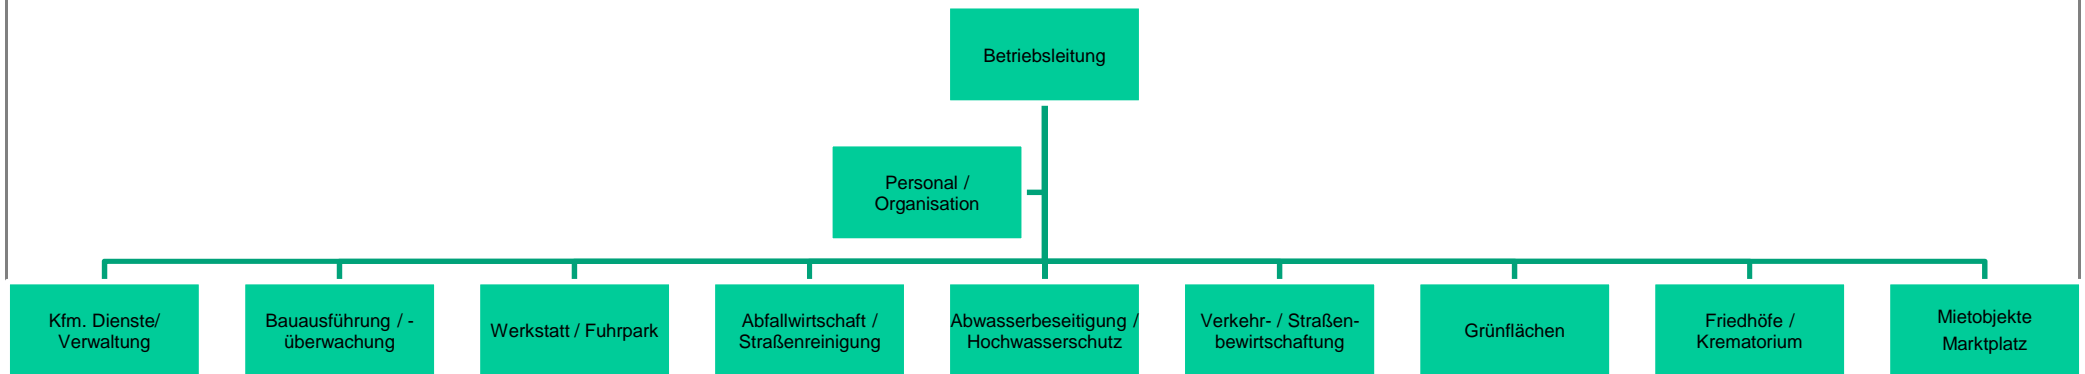 Betriebsleitung
Personal /
Organisation
Kfm. Dienste/
Verwaltung
Bauausführung / -
überwachung
Werkstatt / Fuhrpark
Abfallwirtschaft /
Straßenreinigung
Abwasserbeseitigung /
Hochwasserschutz
Verkehr- / Straßen-
bewirtschaftung
Grünflächen
Friedhöfe /
Krematorium
Mietobjekte
Marktplatz